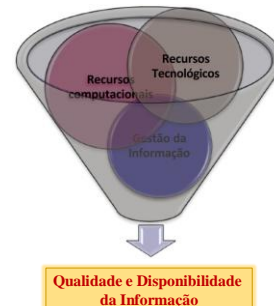 Recursos
Tecnológicos
Recursos
computacionais
Gestão da
Informação
Qualidade e Disponibilidade
da Informação